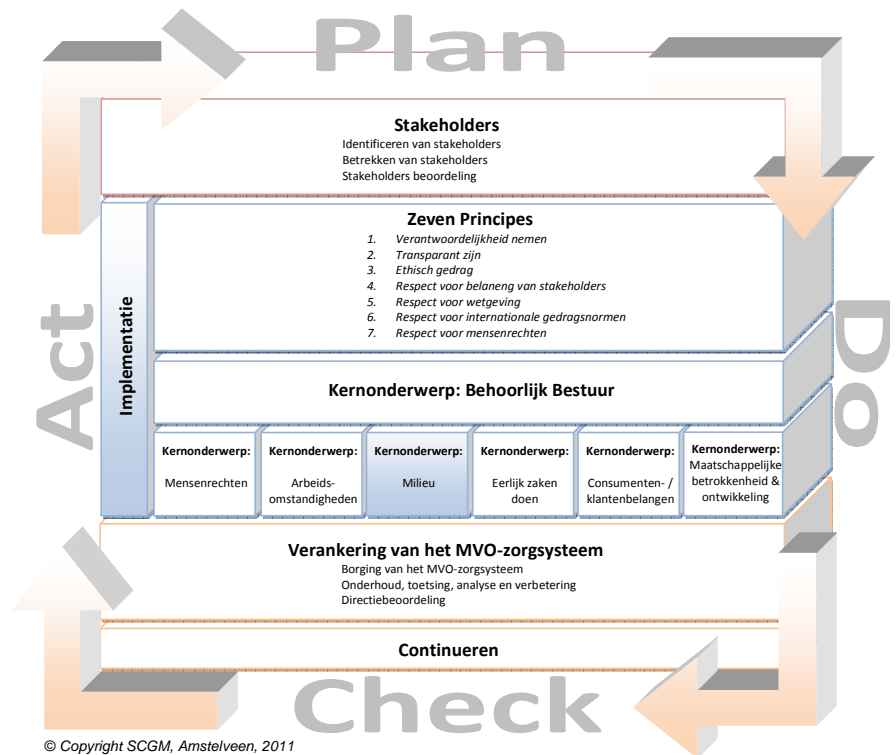 Plan
Stakeholders
Identificeren van stakeholders
Betrekken van stakeholders
Stakeholders beoordeling
Zeven Principes
1. Verantwoordelijkheid nemen
2. Transparant zijn
3. Ethisch gedrag
4. Respect voor belaneng van stakeholders
5. Respect voor wetgeving
6. Respect voor internationale gedragsnormen
7. Respect voor mensenrechten
Implementatie
Act
Do
Kernonderwerp: Behoorlijk Bestuur
Kernonderwerp:
Mensenrechten
Kernonderwerp:
Arbeids-
omstandigheden
Kernonderwerp:
Milieu
Kernonderwerp:
Eerlijk zaken
doen
Kernonderwerp:
Consumenten- /
klantenbelangen
Kernonderwerp:
Maatschappelijke
betrokkenheid &
ontwikkeling
Verankering van het MVO-zorgsysteem
Borging van het MVO-zorgsysteem
Onderhoud, toetsing, analyse en verbetering
Directiebeoordeling
Continueren
Check
© Copyright SCGM, Amstelveen, 2011